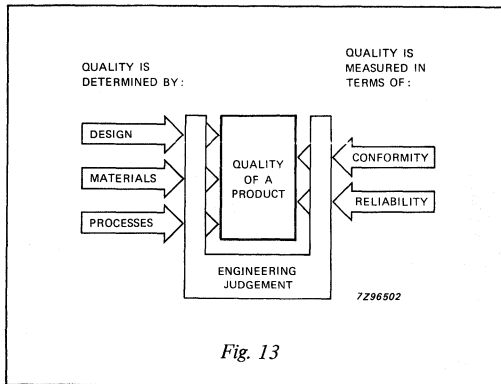 QUALITY IS
DETERMINED BY:
QUALITY IS
MEASURED IN
TERMS OF:
DESIGN
MATERIALS
PROCESSES
QUALITY
OF A
PRODUCT
CONFORMITY
RELIABILITY
ENGINEERING
JUDGEMENT
7Z96502
Fig. 13